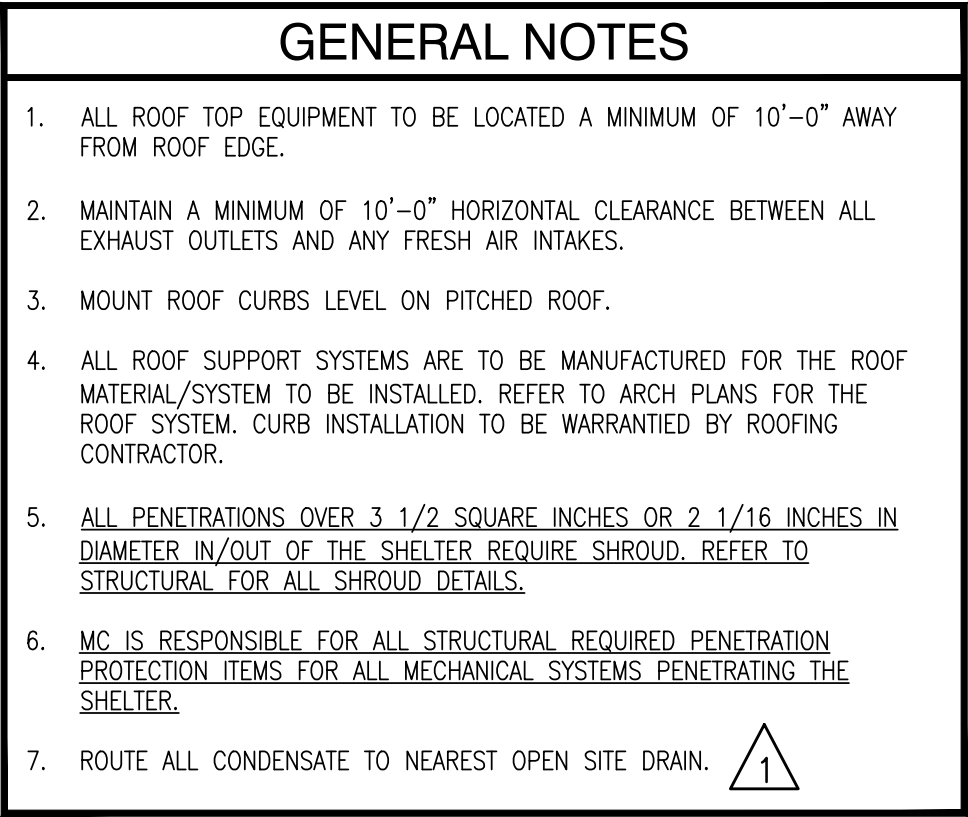 GENERAL NOTES
1. ALL ROOF TOP EQUIPMENT TO BE LOCATED A MINIMUM OF 10'-0" AWAY
FROM ROOF EDGE.
2. MAINTAIN A MINIMUM OF 10'-0" HORIZONTAL CLEARANCE BETWEEN ALL
EXHAUST OUTLETS AND ANY FRESH AIR INTAKES.
3. MOUNT ROOF CURBS LEVEL ON PITCHED ROOF.
4. ALL ROOF SUPPORT SYSTEMS ARE TO BE MANUFACTURED FOR THE ROOF
MATERIAL/SYSTEM TO BE INSTALLED. REFER TO ARCH PLANS FOR THE
ROOF SYSTEM. CURB INSTALLATION TO BE WARRANTIED BY ROOFING
CONTRACTOR.
5. ALL PENETRATIONS OVER 3 1/2 SQUARE INCHES OR 2 1/16 INCHES IN
DIAMETER IN/OUT OF THE SHELTER REQUIRE SHROUD. REFER TO
STRUCTURAL FOR ALL SHROUD DETAILS.
6. MC IS RESPONSIBLE FOR ALL STRUCTURAL REQUIRED PENETRATION
PROTECTION ITEMS FOR ALL MECHANICAL SYSTEMS PENETRATING THE
SHELTER.
7. ROUTE ALL CONDENSATE TO NEAREST OPEN SITE DRAIN. 1